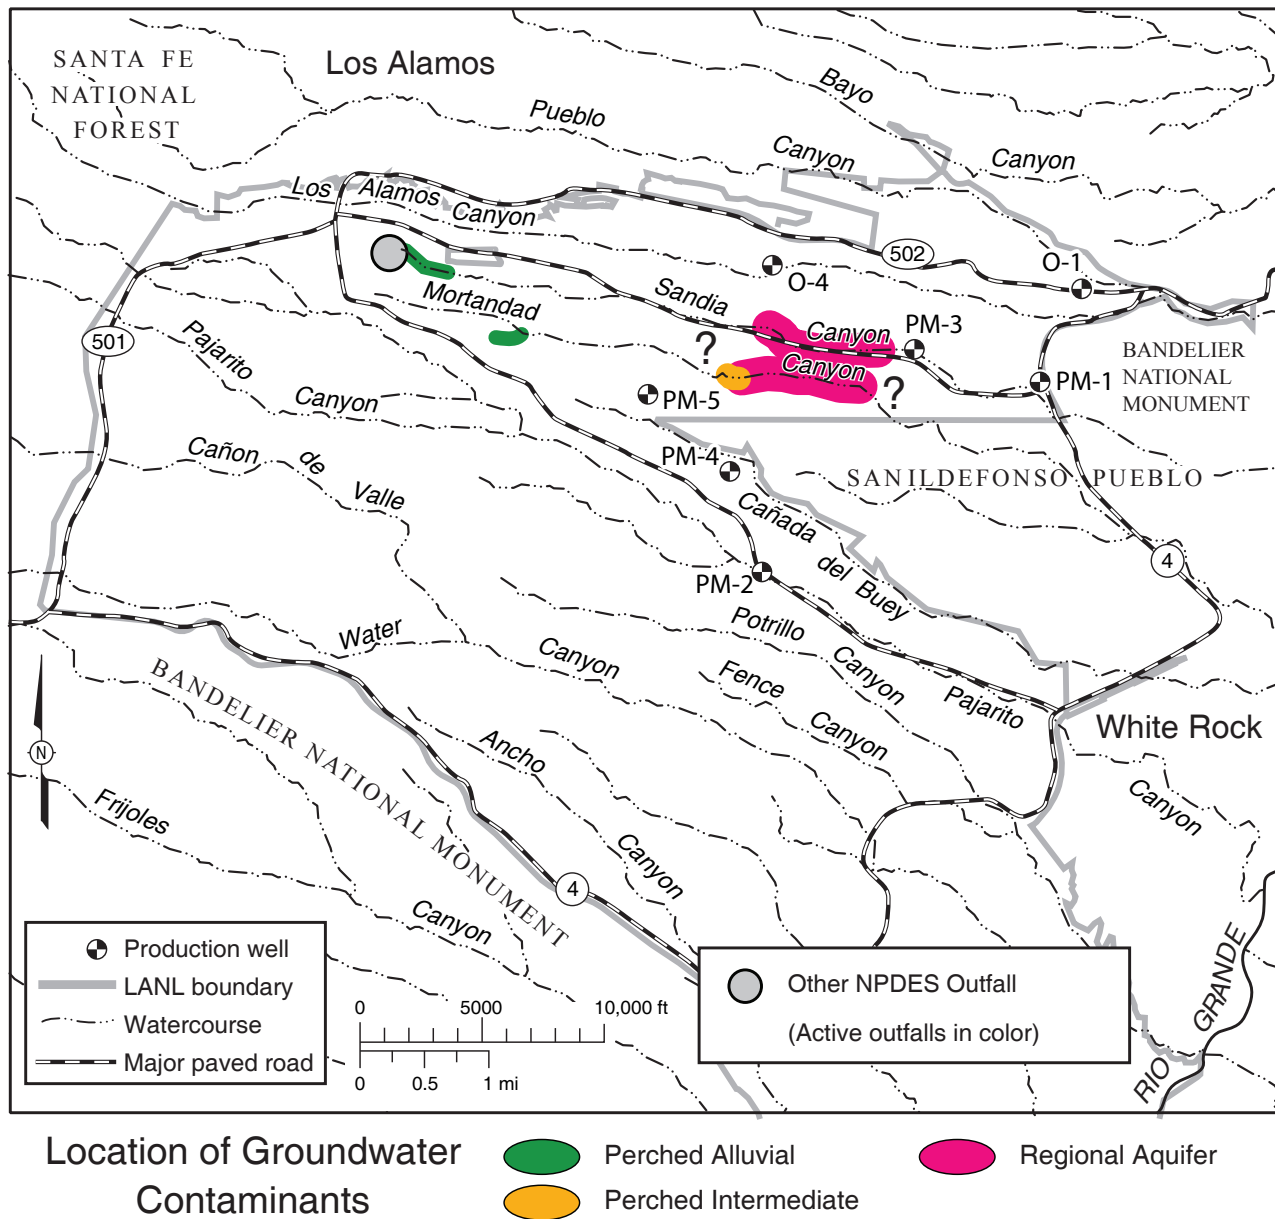 SANTA FE
NATIONAL
FOREST
Los Alamos
Bayo
Canyon
Pueblo
Canyon
Los Alamos Canyon
502
O-1
O-4
Mortandad
Sandia
Canyon
PM-3
501
Pajarito
Canyon
?
Canyon
?
PM-5
PM-1
BANDELIER
NATIONAL
MONUMENT
Cañon de Valle
PM-4
SAN ILDEFONSO PUEBLO
Cañada del Buey
4
PM-2
Water
Canyon
Potrillo
Canyon
Fence
Canyon
Pajarito
White Rock
Canyon
N
BANDELIER NATIONAL MONUMENT
Ancho
Canyon
Frijoles
Canyon
4
RIO GRANDE
Production well
LANL boundary
Watercourse
Major paved road
0 5000 10,000 ft
0 0.5 1 mi
Other NPDES Outfall
(Active outfalls in color)
Location of Groundwater
Contaminants
Perched Alluvial
Perched Intermediate
Regional Aquifer